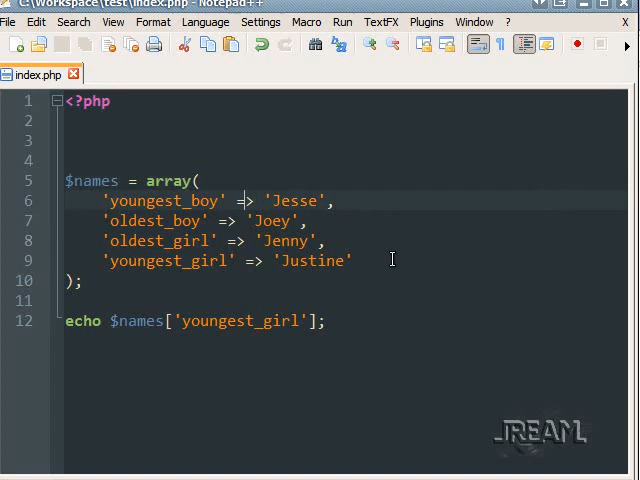 C:\Workspace\test\index.php - Notepad++
File Edit Search View Format Language Settings Macro Run TextFX Plugins Window ? X
index.php
1 <?php
2
3
4
5 $names = array(
6 'youngest_boy' => 'Jesse',
7 'oldest_boy' => 'Joey',
8 'oldest_girl' => 'Jenny',
9 'youngest_girl' => 'Justine'
10 );
11
12 echo $names['youngest_girl'];
JREAM